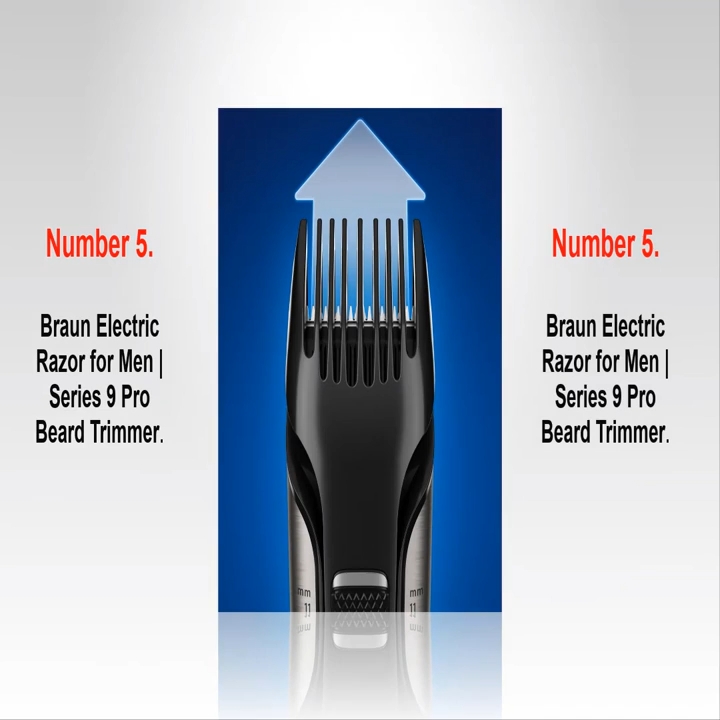 Number 5.
Braun Electric
Razor for Men |
Series 9 Pro
Beard Trimmer.
mm
11
mm
11
Number 5.
Braun Electric
Razor for Men |
Series 9 Pro
Beard Trimmer.